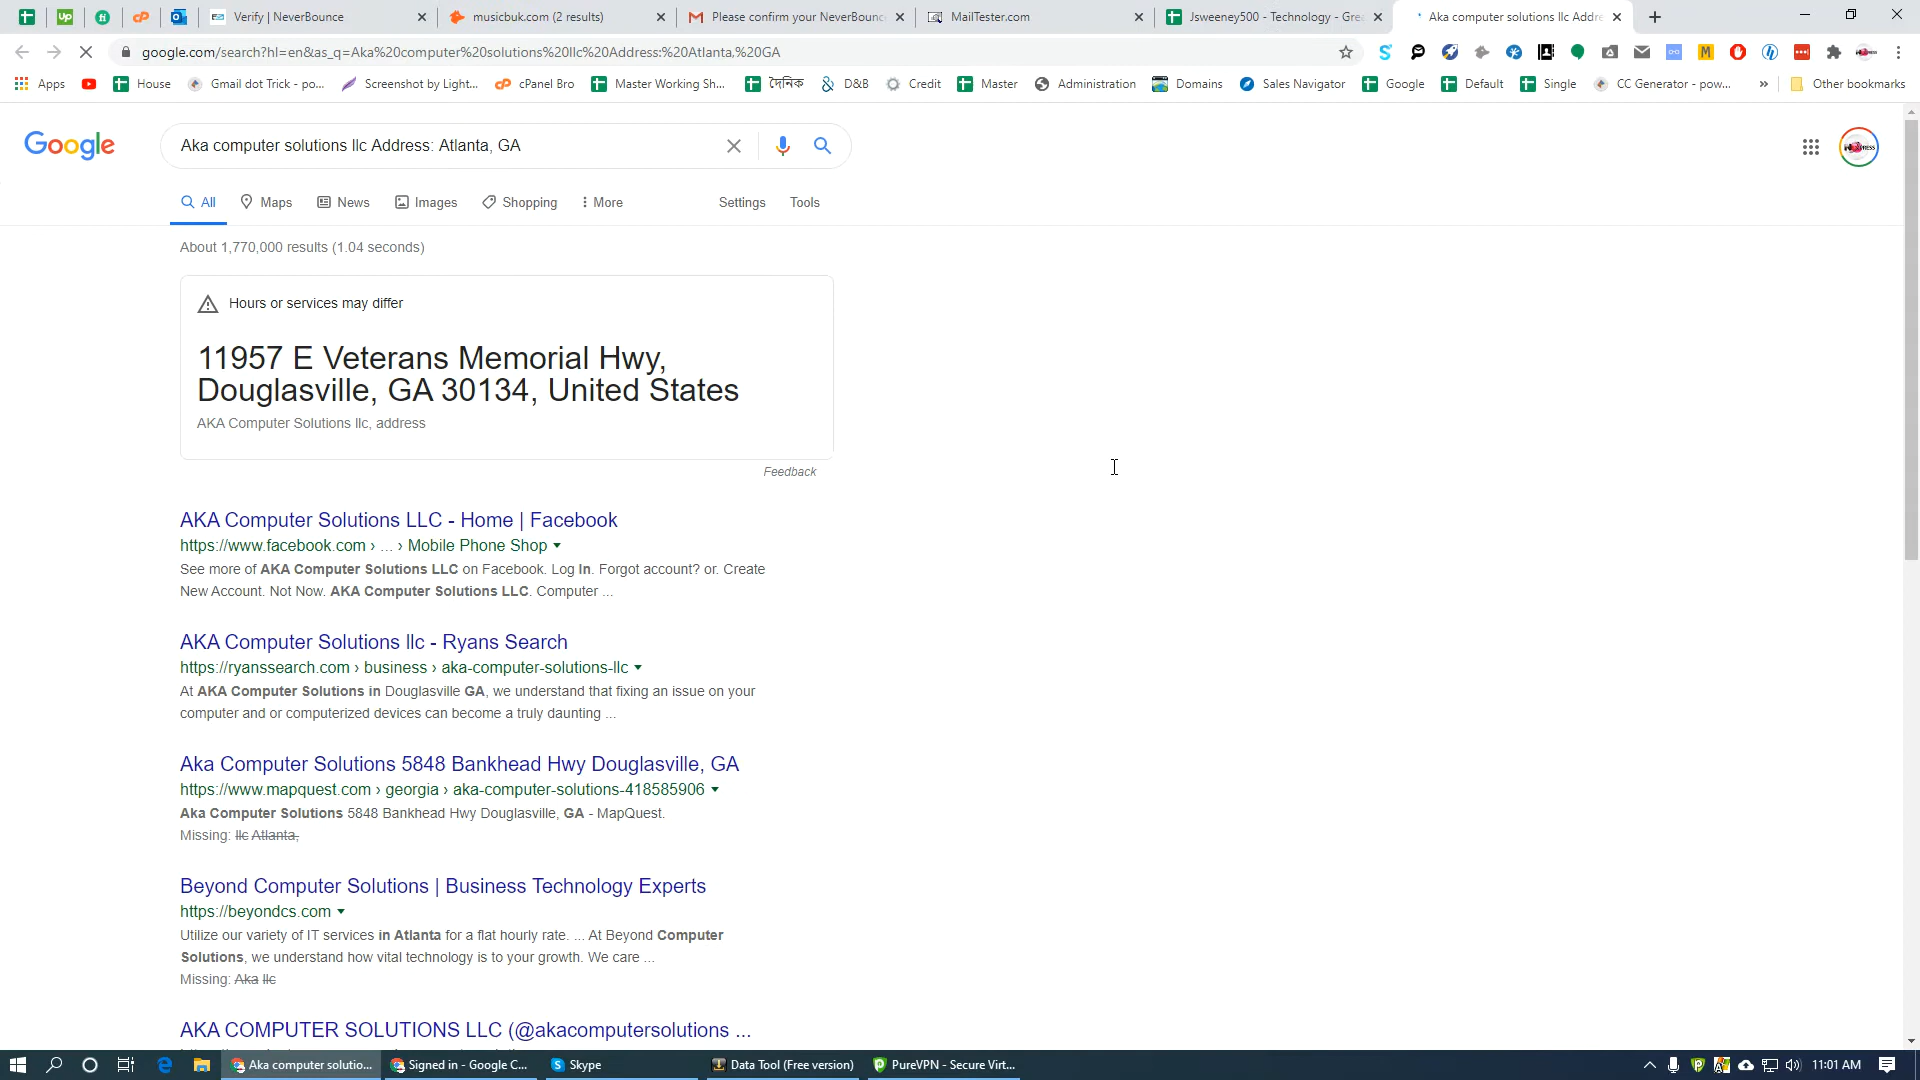 Verify | NeverBounce
musicbuk.com (2 results)
Please confirm your NeverBounc
MailTester.com
Jsweeney500 - Technology - Gre
Aka computer solutions llc Addre
google.com/search?hl=en&as_q=Aka%20computer%20solutions%20llc%20Address:%20Atlanta,%20GA
Apps House Gmail dot Trick - po... Screenshot by Light... cPanel Bro Master Working Sh... দৈনিক D&B Credit Master Administration Domains Sales Navigator Google Default Single CC Generator - pow... » Other bookmarks
Google
Aka computer solutions llc Address: Atlanta, GA
All Maps News Images Shopping More Settings Tools
About 1,770,000 results (1.04 seconds)
Hours or services may differ
11957 E Veterans Memorial Hwy,
Douglasville, GA 30134, United States
AKA Computer Solutions llc, address
Feedback
AKA Computer Solutions LLC - Home | Facebook
https://www.facebook.com › ... › Mobile Phone Shop
See more of AKA Computer Solutions LLC on Facebook. Log In. Forgot account? or. Create
New Account. Not Now. AKA Computer Solutions LLC. Computer ...
AKA Computer Solutions llc - Ryans Search
https://ryanssearch.com › business › aka-computer-solutions-llc
At AKA Computer Solutions in Douglasville GA, we understand that fixing an issue on your
computer and or computerized devices can become a truly daunting ...
Aka Computer Solutions 5848 Bankhead Hwy Douglasville, GA
https://www.mapquest.com › georgia › aka-computer-solutions-418585906
Aka Computer Solutions 5848 Bankhead Hwy Douglasville, GA - MapQuest.
Missing: llc Atlanta,
Beyond Computer Solutions | Business Technology Experts
https://beyondcs.com
Utilize our variety of IT services in Atlanta for a flat hourly rate. ... At Beyond Computer
Solutions, we understand how vital technology is to your growth. We care ...
Missing: Aka llc
AKA COMPUTER SOLUTIONS LLC (@akacomputersolutions ...
Aka computer solutio... Signed in - Google C... Skype Data Tool (Free version) PureVPN - Secure Virt... 11:01 AM